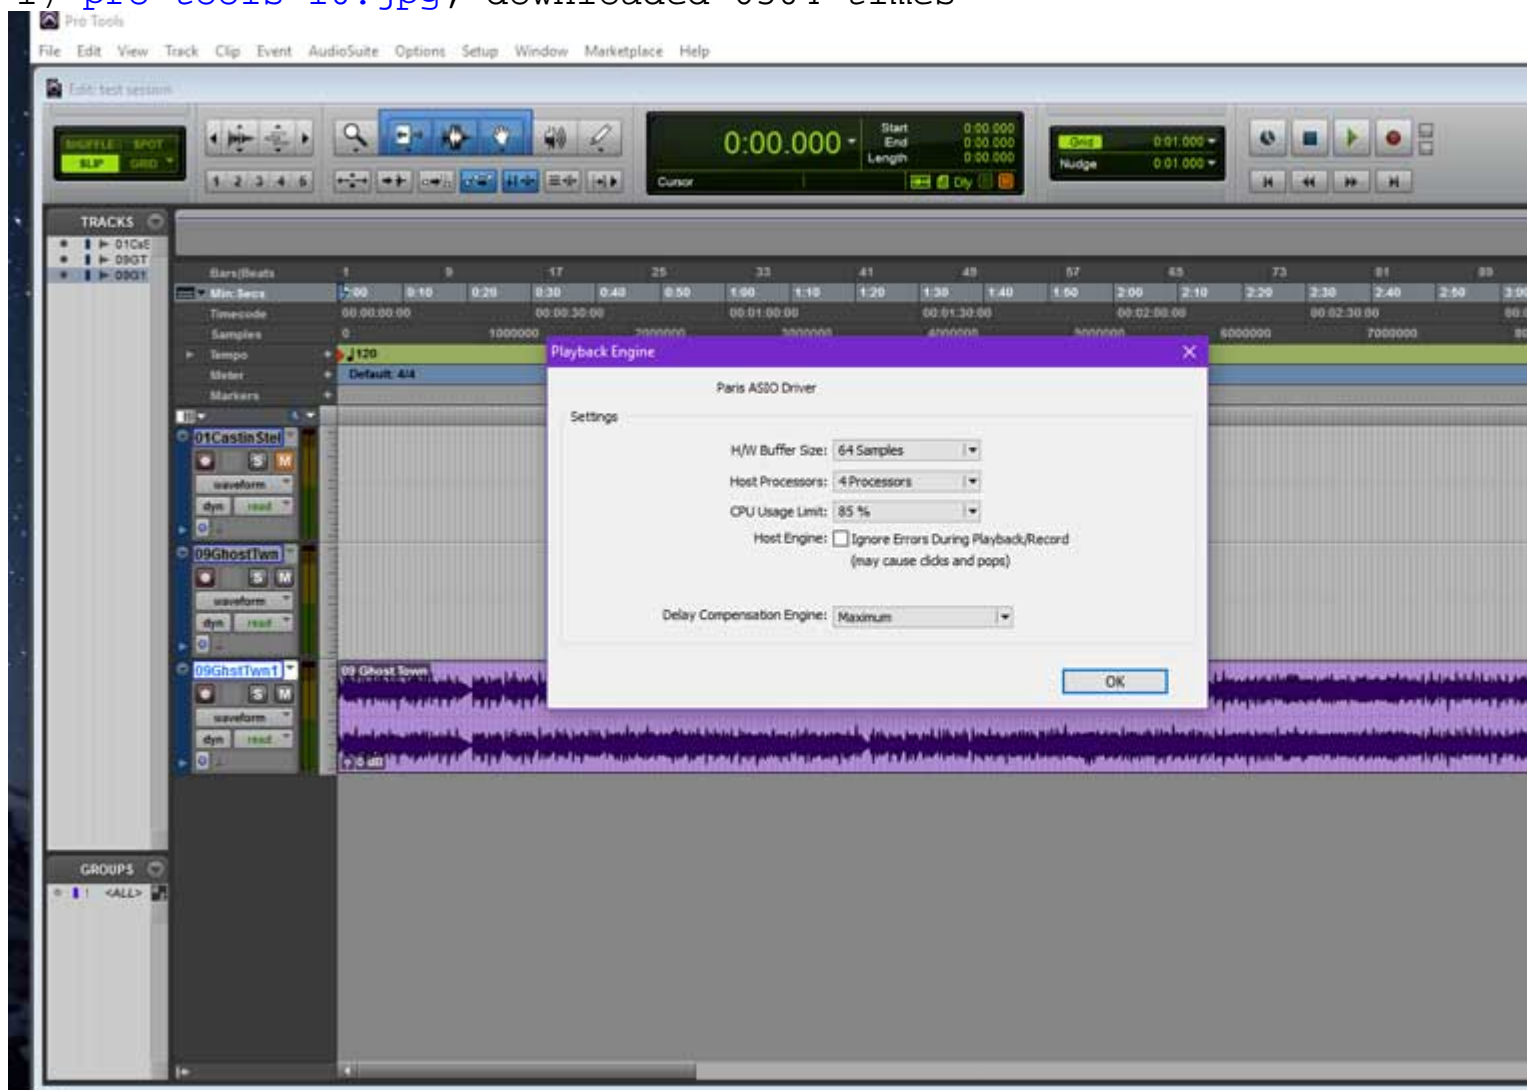 pro tools 10.jpg, downloaded
Pro Tools
File Edit View Track Clip Event AudioSuite Options Setup Window Marketplace Help
Edit: test session
SHUFFLE SPOT
SLIP GRID
0:00.000
Start 0:00.000
End 0:00.000
Length 0:00.000
Cursor
Dly
Grid 0:01.000
Nudge 0:01.000
1 2 3 4 5
TRACKS
09GT
Bars|Beats 1 9 17 25 33 41 49 57 65 73 81 89
Min:Secs 0:00 0:10 0:20 0:30 0:40 0:50 1:00 1:10 1:20 1:30 1:40 1:50 2:00 2:10 2:20 2:30 2:40 2:50
Timecode 00:00:00:00 00:00:30:00 00:01:00:00 00:01:30:00 00:02:00:00 00:02:30:00
Samples 0 1000000 2000000 3000000 4000000 5000000 6000000 7000000
Tempo 120
Meter Default: 4/4
Markers
Playback Engine
Paris ASIO Driver
Settings
H/W Buffer Size: 64 Samples
Host Processors: 4 Processors
CPU Usage Limit: 85 %
Host Engine: Ignore Errors During Playback/Record
(may cause clicks and pops)
Delay Compensation Engine: Maximum
OK
01CastinStel
S M
waveform
dyn read
09GhostTwn
S M
waveform
dyn read
09GhstTwn1
S M
waveform
dyn read
09 Ghost Town
0 dB
GROUPS
! <ALL>